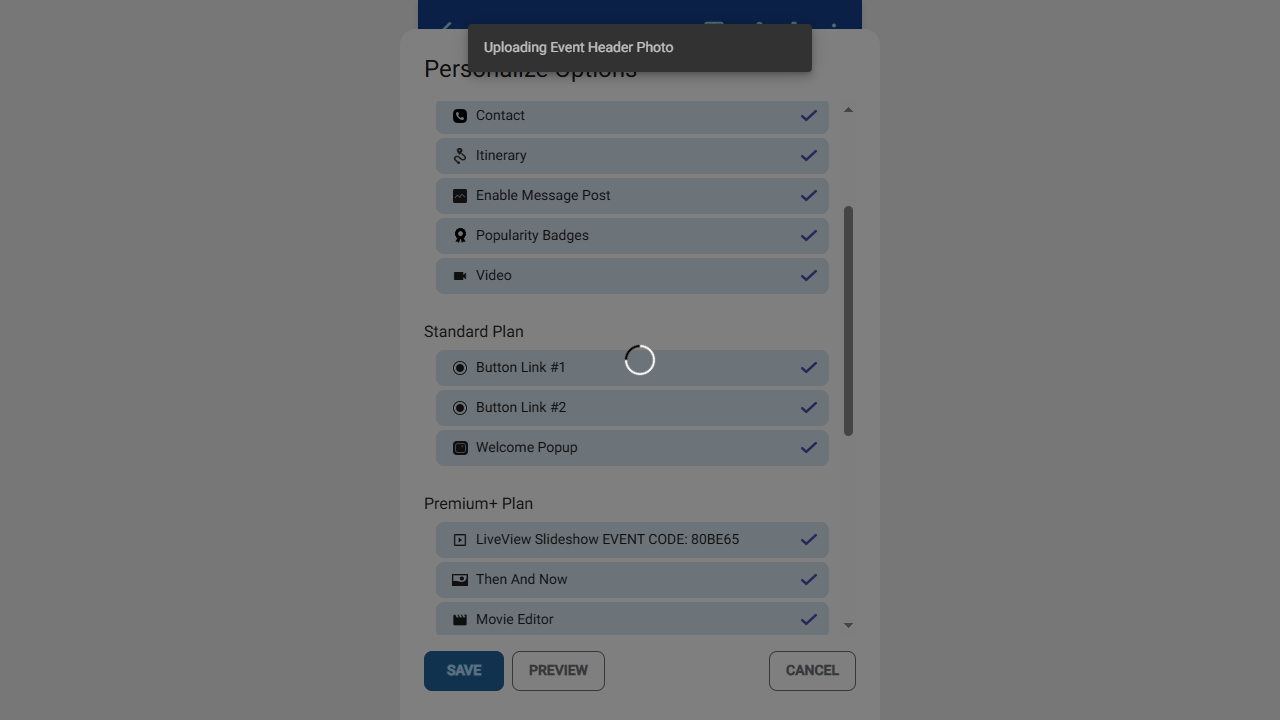 Uploading Event Header Photo
Personalize Options
Contact
Itinerary
Enable Message Post
Popularity Badges
Video
Standard Plan
Button Link #1
Button Link #2
Welcome Popup
Premium+ Plan
LiveView Slideshow EVENT CODE: 80BE65
Then And Now
Movie Editor
SAVE
PREVIEW
CANCEL